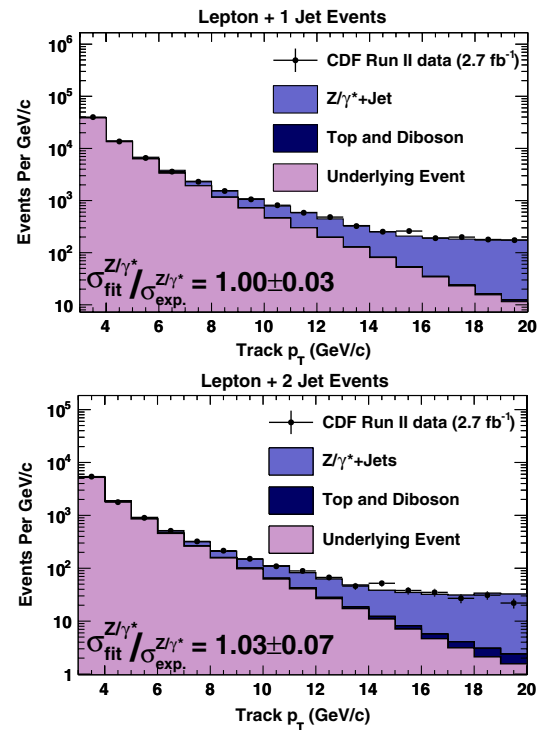 Lepton + 1 Jet Events
Events Per GeV/c
10⁶
10⁵
10⁴
10³
10²
10
CDF Run II data (2.7 fb⁻¹)
Z/γ*+Jet
Top and Diboson
Underlying Event
σ_fit^Z/γ* / σ_exp.^Z/γ* = 1.00±0.03
4 6 8 10 12 14 16 18 20
Track p_T (GeV/c)
Lepton + 2 Jet Events
Events Per GeV/c
10⁵
10⁴
10³
10²
10
1
CDF Run II data (2.7 fb⁻¹)
Z/γ*+Jets
Top and Diboson
Underlying Event
σ_fit^Z/γ* / σ_exp.^Z/γ* = 1.03±0.07
4 6 8 10 12 14 16 18 20
Track p_T (GeV/c)